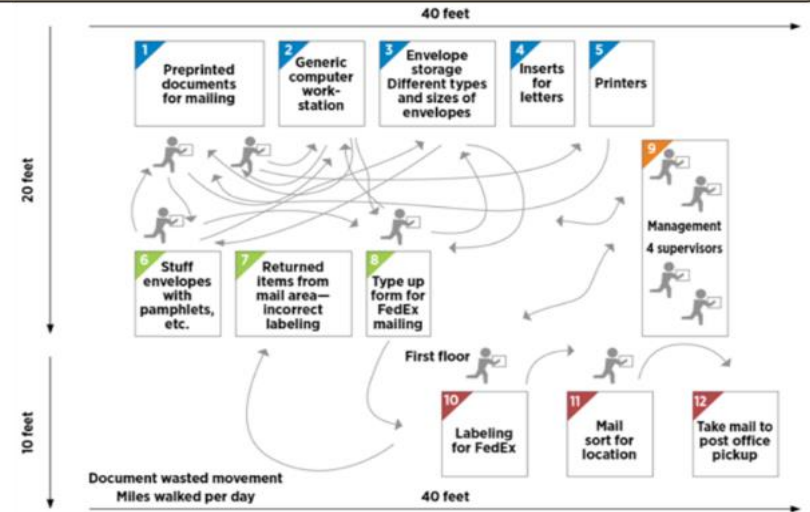 40 feet
1
Preprinted
documents
for mailing
2
Generic
computer
work-
station
3
Envelope
storage
Different types
and sizes of
envelopes
4
Inserts
for
letters
5
Printers
20 feet
9
Management
4 supervisors
6
Stuff
envelopes
with
pamphlets,
etc.
7
Returned
items from
mail area—
incorrect
labeling
8
Type up
form for
FedEx
mailing
First floor
10 feet
10
Labeling
for FedEx
11
Mail
sort for
location
12
Take mail to
post office
pickup
Document wasted movement
Miles walked per day
40 feet